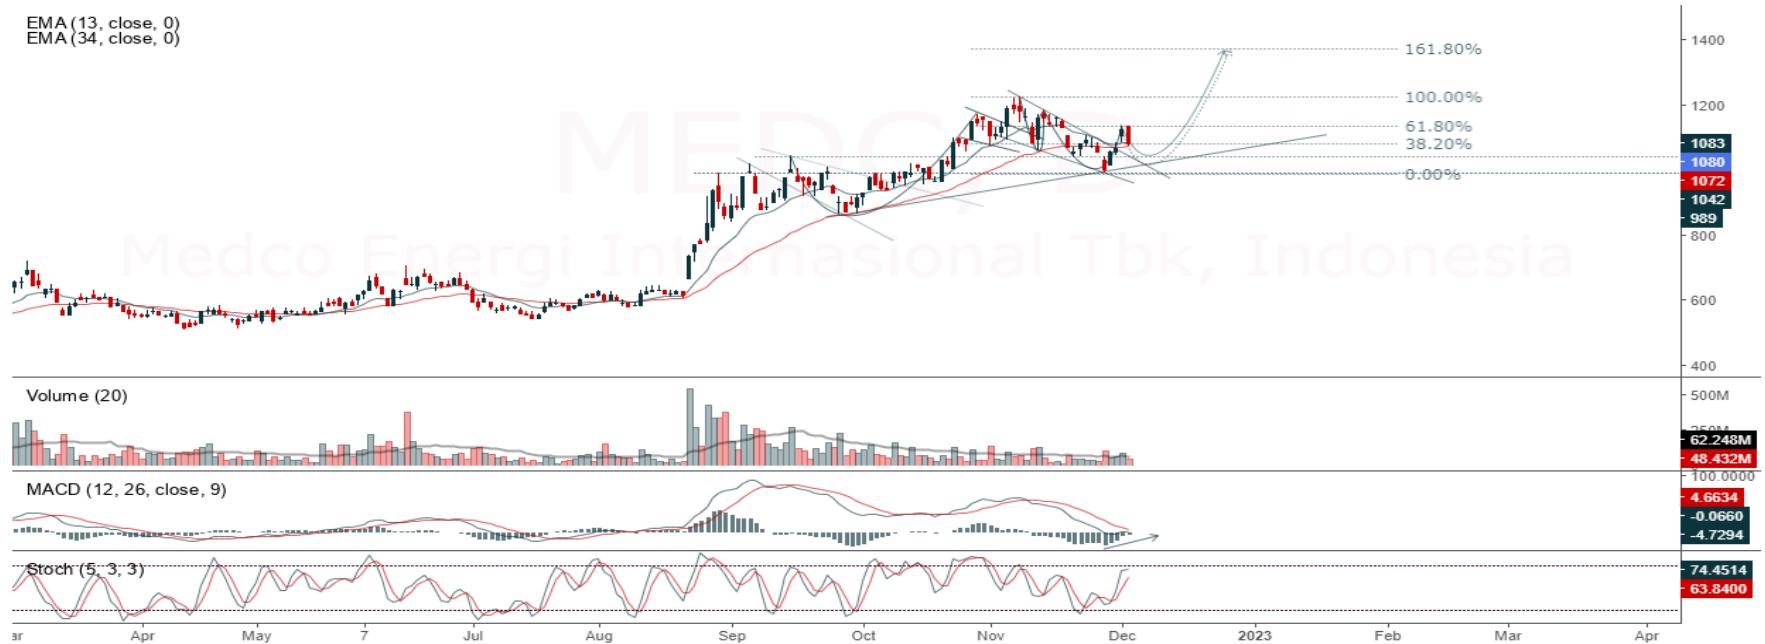 EMA (13, close, 0)
EMA (34, close, 0)
MEDC
Medco Energi Internasional Tbk, Indonesia
161.80%
100.00%
61.80%
38.20%
0.00%
1400
1200
1083
1080
1072
1042
989
800
600
400
Volume (20)
500M
250M
62.248M
48.432M
MACD (12, 26, close, 9)
100.0000
4.6634
-0.0660
-4.7294
Stoch (5, 3, 3)
74.4514
63.8400
ar Apr May 7 Jul Aug Sep Oct Nov Dec 2023 Feb Mar Apr